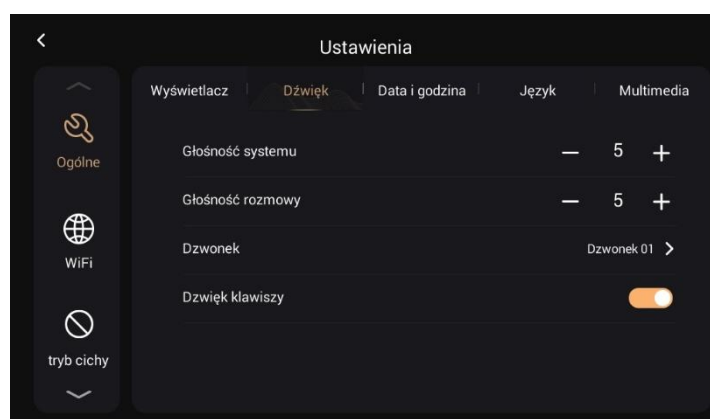 Ustawienia
Wyświetlacz Dźwięk Data i godzina Język Multimedia
Ogólne
WiFi
tryb cichy
Głośność systemu 5
Głośność rozmowy 5
Dzwonek Dzwonek 01
Dzwięk klawiszy